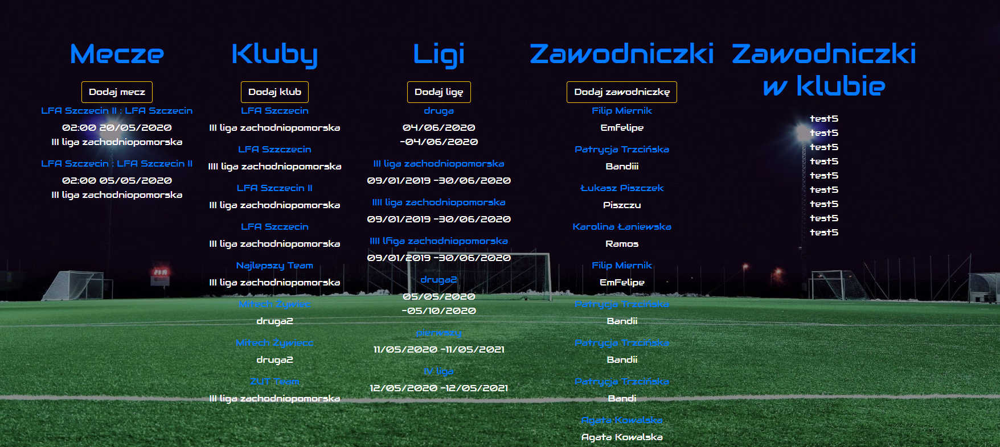 Mecze
Dodaj mecz
LFA Szczecin II : LFA Szczecin
02:00 20/05/2020
III liga zachodniopomorska
LFA Szczecin : LFA Szczecin II
02:00 05/05/2020
III liga zachodniopomorska
Kluby
Dodaj klub
LFA Szczecin
III liga zachodniopomorska
LFA Szzczecin
IIII liga zachodniopomorska
LFA Szczecin II
III liga zachodniopomorska
LFA Szczecin
III liga zachodniopomorska
Najlepszy Team
III liga zachodniopomorska
Mitech Żywiec
druga2
Mitech Żywiecc
druga2
ZUT Team
III liga zachodniopomorska
Ligi
Dodaj ligę
druga
04/06/2020
-04/06/2020
III liga zachodniopomorska
09/01/2019 -30/06/2020
IIII liga zachodniopomorska
09/01/2019 -30/06/2020
IIII lfiga zachodniopomorska
09/01/2019 -30/06/2020
druga2
05/05/2020
-05/10/2020
pierwszy
11/05/2020 -11/05/2021
IV liga
12/05/2020 -12/05/2021
Zawodniczki
Dodaj zawodniczkę
Filip Miernik
EmFelipe
Patrycja Trzcińska
Bandiii
Łukasz Piszczek
Piszczu
Karolina Łaniewska
Ramos
Filip Miernik
EmFelipe
Patrycja Trzcińska
Bandii
Patrycja Trzcińska
Bandii
Patrycja Trzcińska
Bandi
Agata Kowalska
Agata Kowalska
Zawodniczki
w klubie
test5
test5
test5
test5
test5
test5
test5
test5
test5